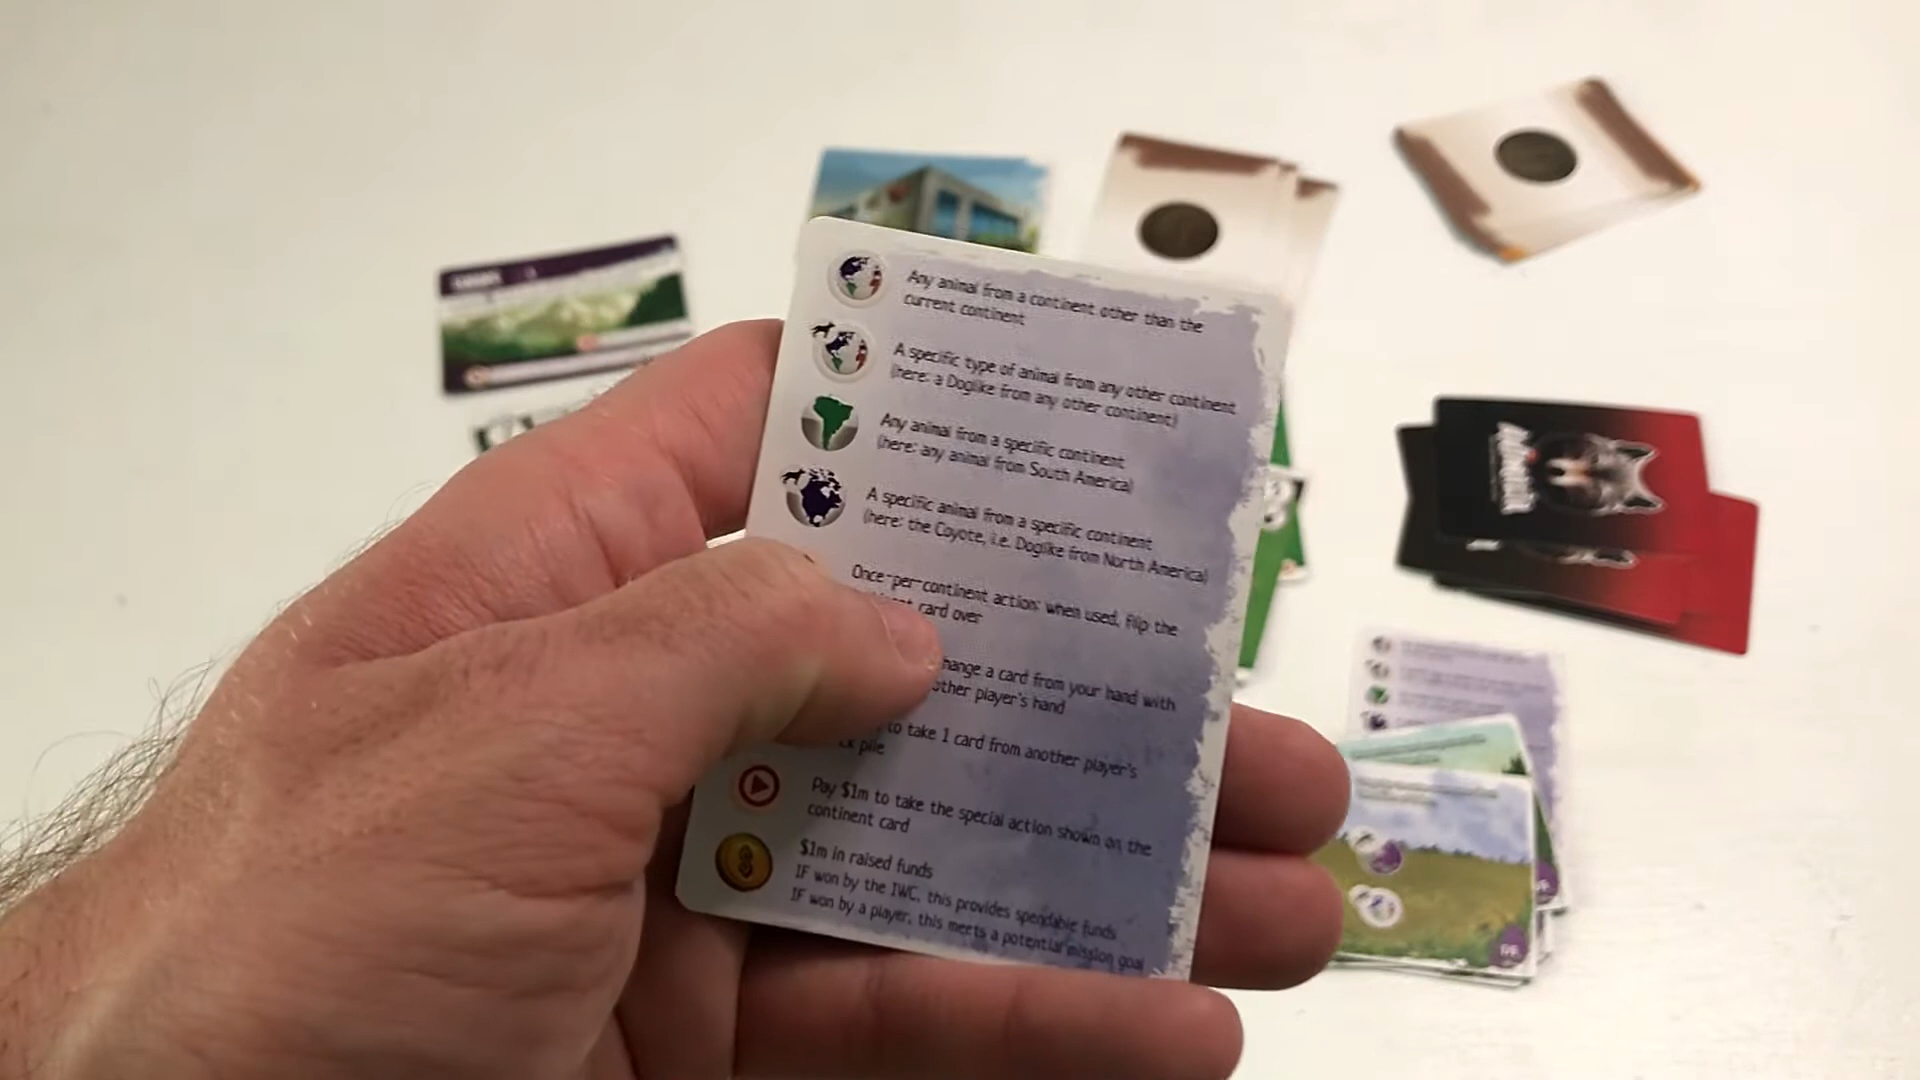 Any animal from a continent other than the
current continent
A specific type of animal from any other continent
(here: a Doglike from any other continent)
Any animal from a specific continent
(here: any animal from South America)
A specific animal from a specific continent
(here: the Coyote, i.e. Doglike from North America)
Once-per-continent action: when used, flip the
card over
a card from your hand with
player's hand
to take 1 card from another player's
pile
Pay $1m to take the special action shown on the
continent card
$1m in raised funds
IF won by the IWC, this provides spendable funds
IF won by a player, this meets a potential mission goal